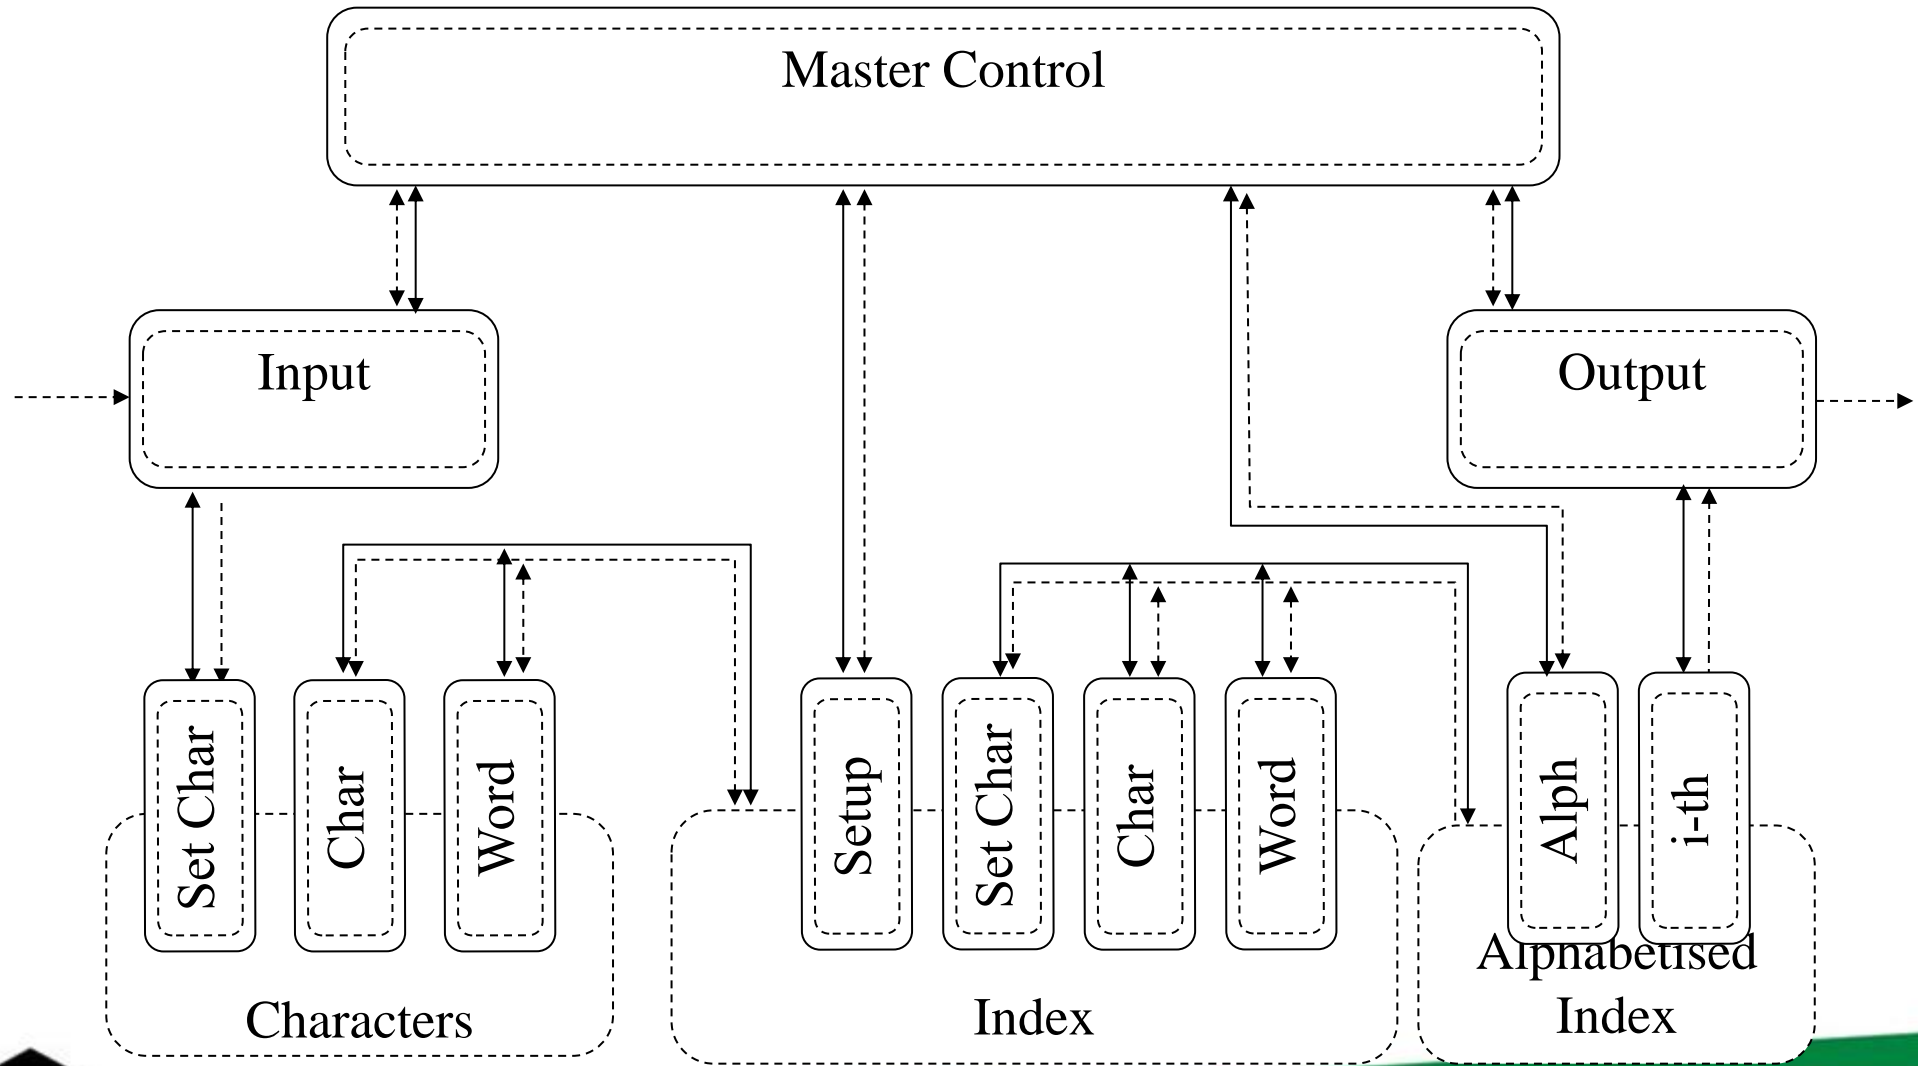 Master Control
Input
Output
Set Char
Char
Word
Setup
Set Char
Char
Word
Alph
i-th
Characters
Index
Alphabetised
Index